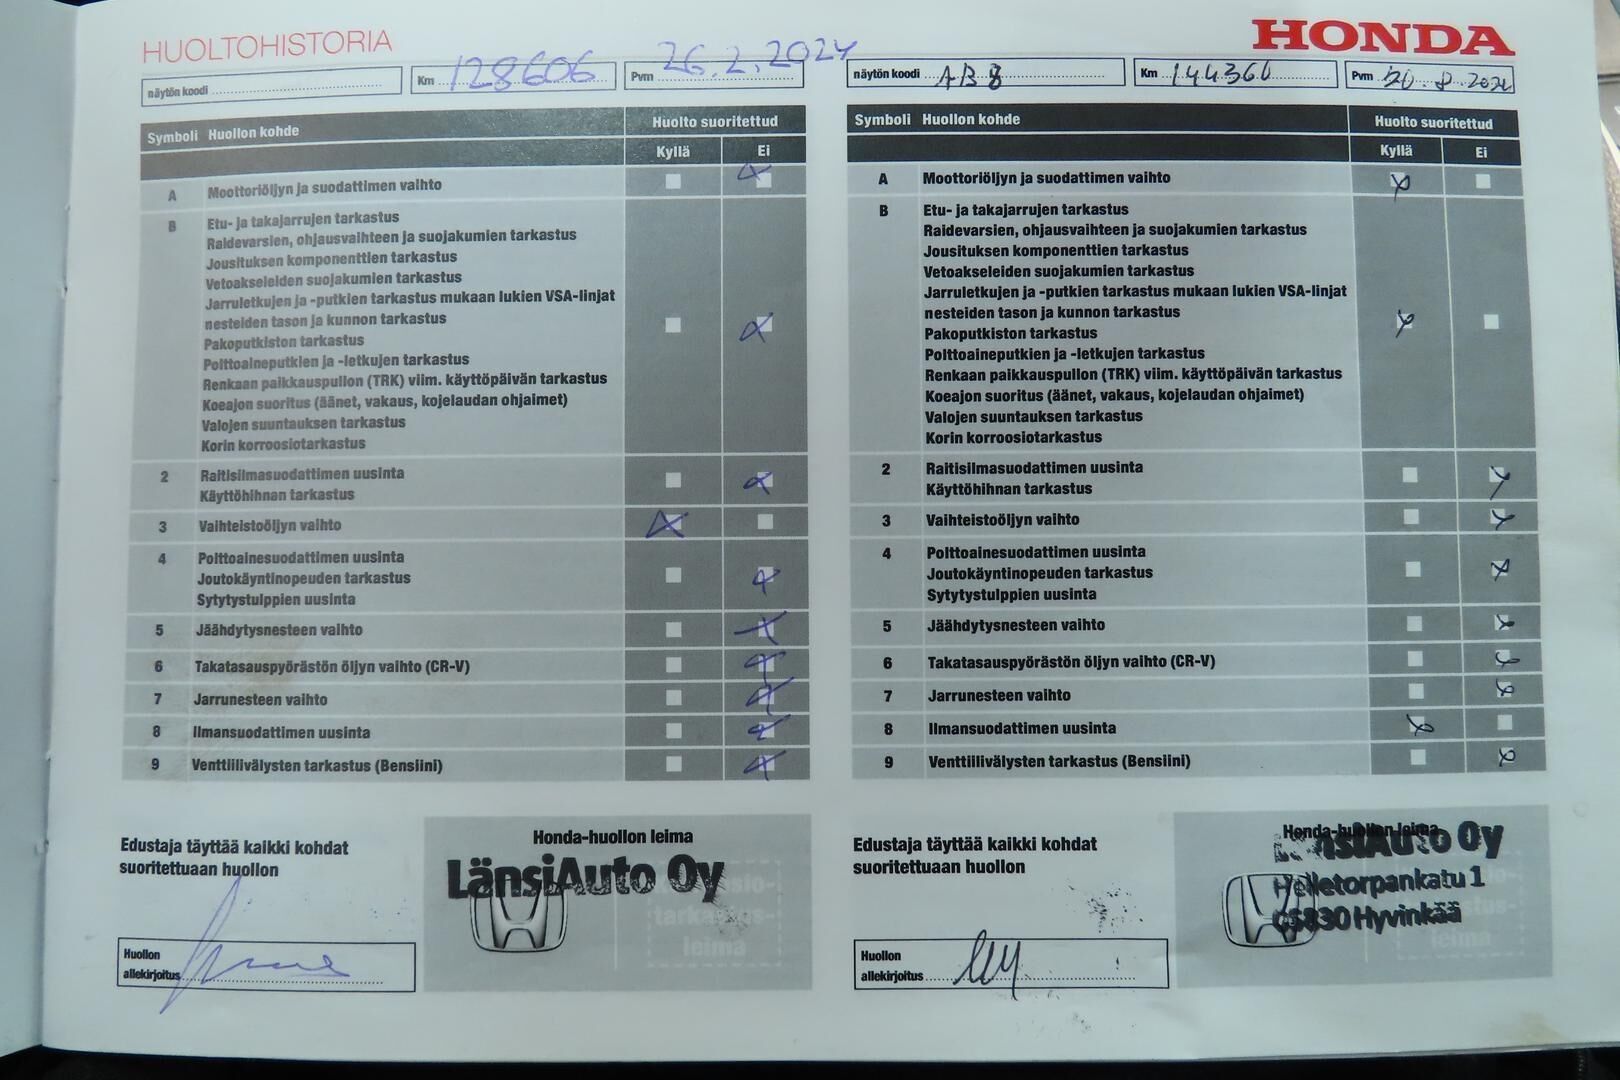 HUOLTOHISTORIA
HONDA
näytön koodi
Km 128606
Pvm 26.2.2024
Symboli Huollon kohde
Huolto suoritettud
Kyllä Ei
A Moottoriöljyn ja suodattimen vaihto
B Etu- ja takajarrujen tarkastus
Raidevarsien, ohjausvaihteen ja suojakumien tarkastus
Jousituksen komponenttien tarkastus
Vetoakseleiden suojakumien tarkastus
Jarruletkujen ja -putkien tarkastus mukaan lukien VSA-linjat
nesteiden tason ja kunnon tarkastus
Pakoputkiston tarkastus
Polttoaineputkien ja -letkujen tarkastus
Renkaan paikkauspullon (TRK) viim. käyttöpäivän tarkastus
Koeajon suoritus (äänet, vakaus, kojelaudan ohjaimet)
Valojen suuntauksen tarkastus
Korin korroosiotarkastus
2 Raitisilmasuodattimen uusinta
Käyttöhihnan tarkastus
3 Vaihteistoöljyn vaihto
4 Polttoainesuodattimen uusinta
Joutokäyntinopeuden tarkastus
Sytytystulppien uusinta
5 Jäähdytysnesteen vaihto
6 Takatasauspyörästön öljyn vaihto (CR-V)
7 Jarrunesteen vaihto
8 Ilmansuodattimen uusinta
9 Venttiilivälysten tarkastus (Bensiini)
Edustaja täyttää kaikki kohdat
suoritettuaan huollon
Honda-huollon leima
LänsiAuto Oy
tarkastus-
leima
Huollon
allekirjoitus
näytön koodi AB8
Km 144360
Pvm 20.8.2024
Symboli Huollon kohde
Huolto suoritettud
Kyllä Ei
A Moottoriöljyn ja suodattimen vaihto
B Etu- ja takajarrujen tarkastus
Raidevarsien, ohjausvaihteen ja suojakumien tarkastus
Jousituksen komponenttien tarkastus
Vetoakseleiden suojakumien tarkastus
Jarruletkujen ja -putkien tarkastus mukaan lukien VSA-linjat
nesteiden tason ja kunnon tarkastus
Pakoputkiston tarkastus
Polttoaineputkien ja -letkujen tarkastus
Renkaan paikkauspullon (TRK) viim. käyttöpäivän tarkastus
Koeajon suoritus (äänet, vakaus, kojelaudan ohjaimet)
Valojen suuntauksen tarkastus
Korin korroosiotarkastus
2 Raitisilmasuodattimen uusinta
Käyttöhihnan tarkastus
3 Vaihteistoöljyn vaihto
4 Polttoainesuodattimen uusinta
Joutokäyntinopeuden tarkastus
Sytytystulppien uusinta
5 Jäähdytysnesteen vaihto
6 Takatasauspyörästön öljyn vaihto (CR-V)
7 Jarrunesteen vaihto
8 Ilmansuodattimen uusinta
9 Venttiilivälysten tarkastus (Bensiini)
Edustaja täyttää kaikki kohdat
suoritettuaan huollon
Honda-huollon leima
LänsiAuto Oy
Helletorpankatu 1
05830 Hyvinkää
leima
Huollon
allekirjoitus